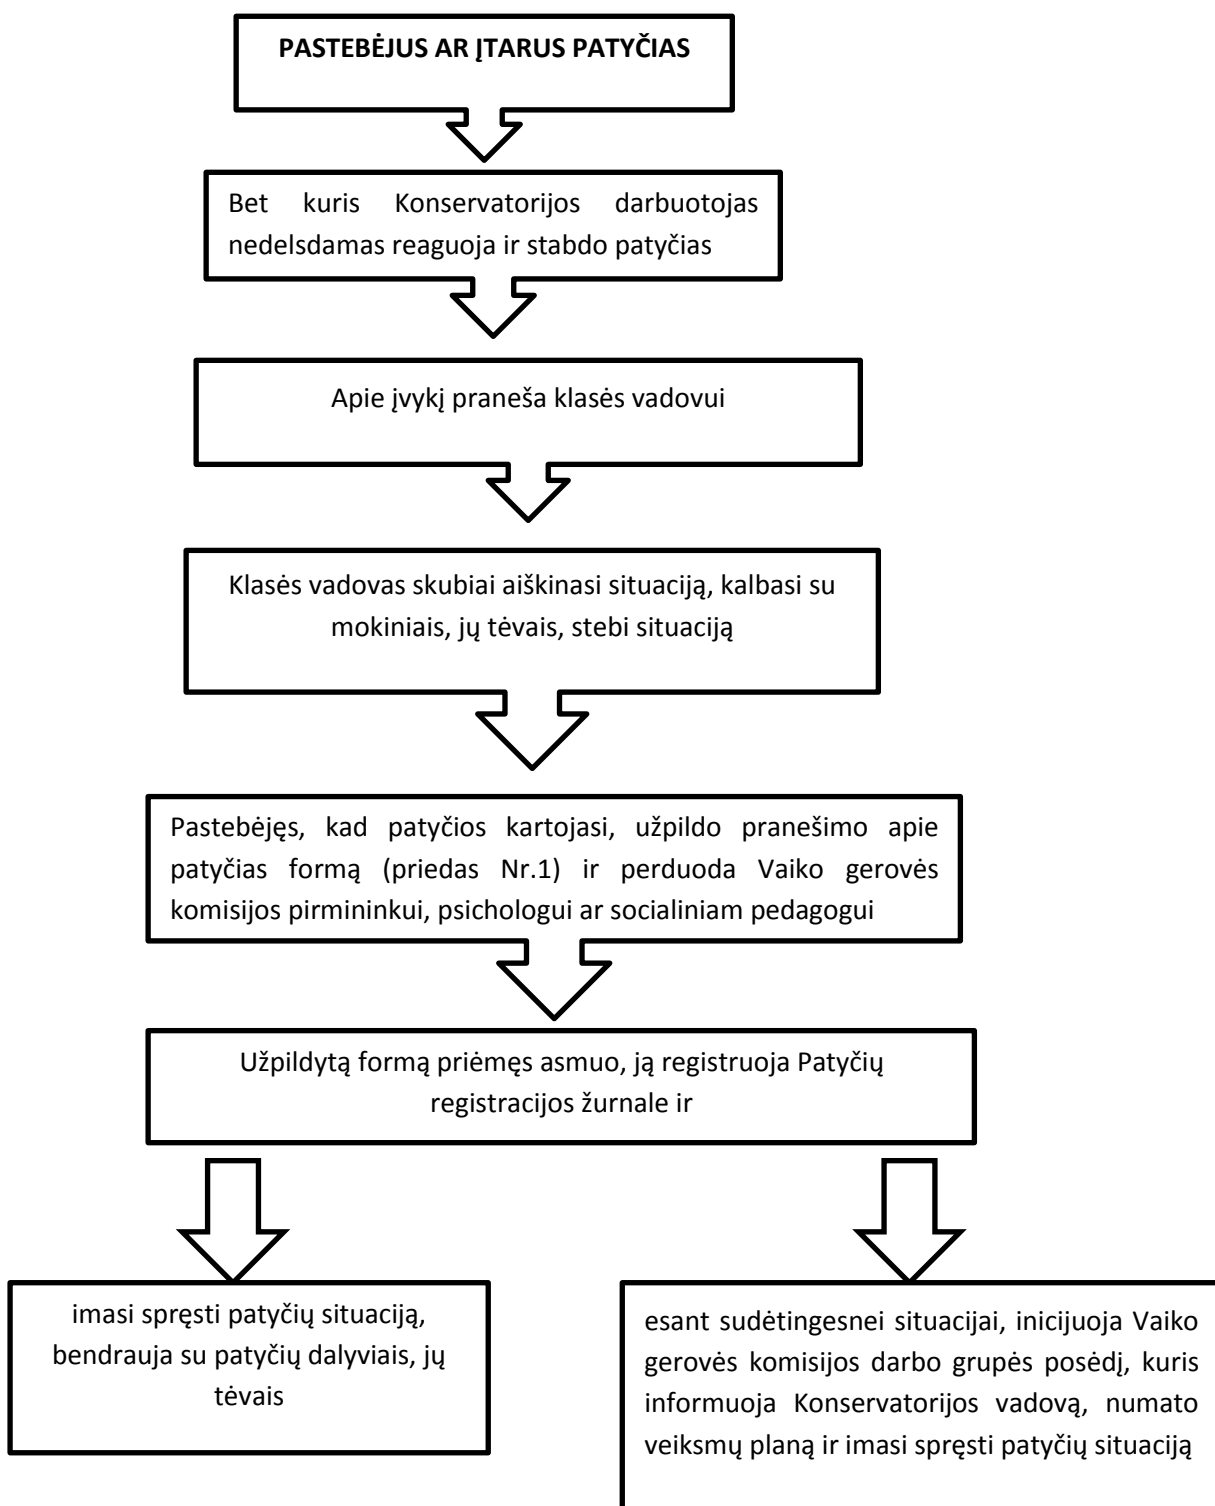 PASTEBĖJUS AR ĮTARUS PATYČIAS
Bet kuris Konservatorijos darbuotojas
nedelsdamas reaguoja ir stabdo patyčias
Apie įvykį praneša klasės vadovui
Klasės vadovas skubiai aiškinasi situaciją, kalbasi su
mokiniais, jų tėvais, stebi situaciją
Pastebėjęs, kad patyčios kartojasi, užpildo pranešimo apie
patyčias formą (priedas Nr.1) ir perduoda Vaiko gerovės
komisijos pirmininkui, psichologui ar socialiniam pedagogui
Užpildytą formą priėmęs asmuo, ją registruoja Patyčių
registracijos žurnale ir
imasi spręsti patyčių situaciją,
bendrauja su patyčių dalyviais, jų
tėvais
esant sudėtingesnei situacijai, inicijuoja Vaiko
gerovės komisijos darbo grupės posėdį, kuris
informuoja Konservatorijos vadovą, numato
veiksmų planą ir imasi spręsti patyčių situaciją